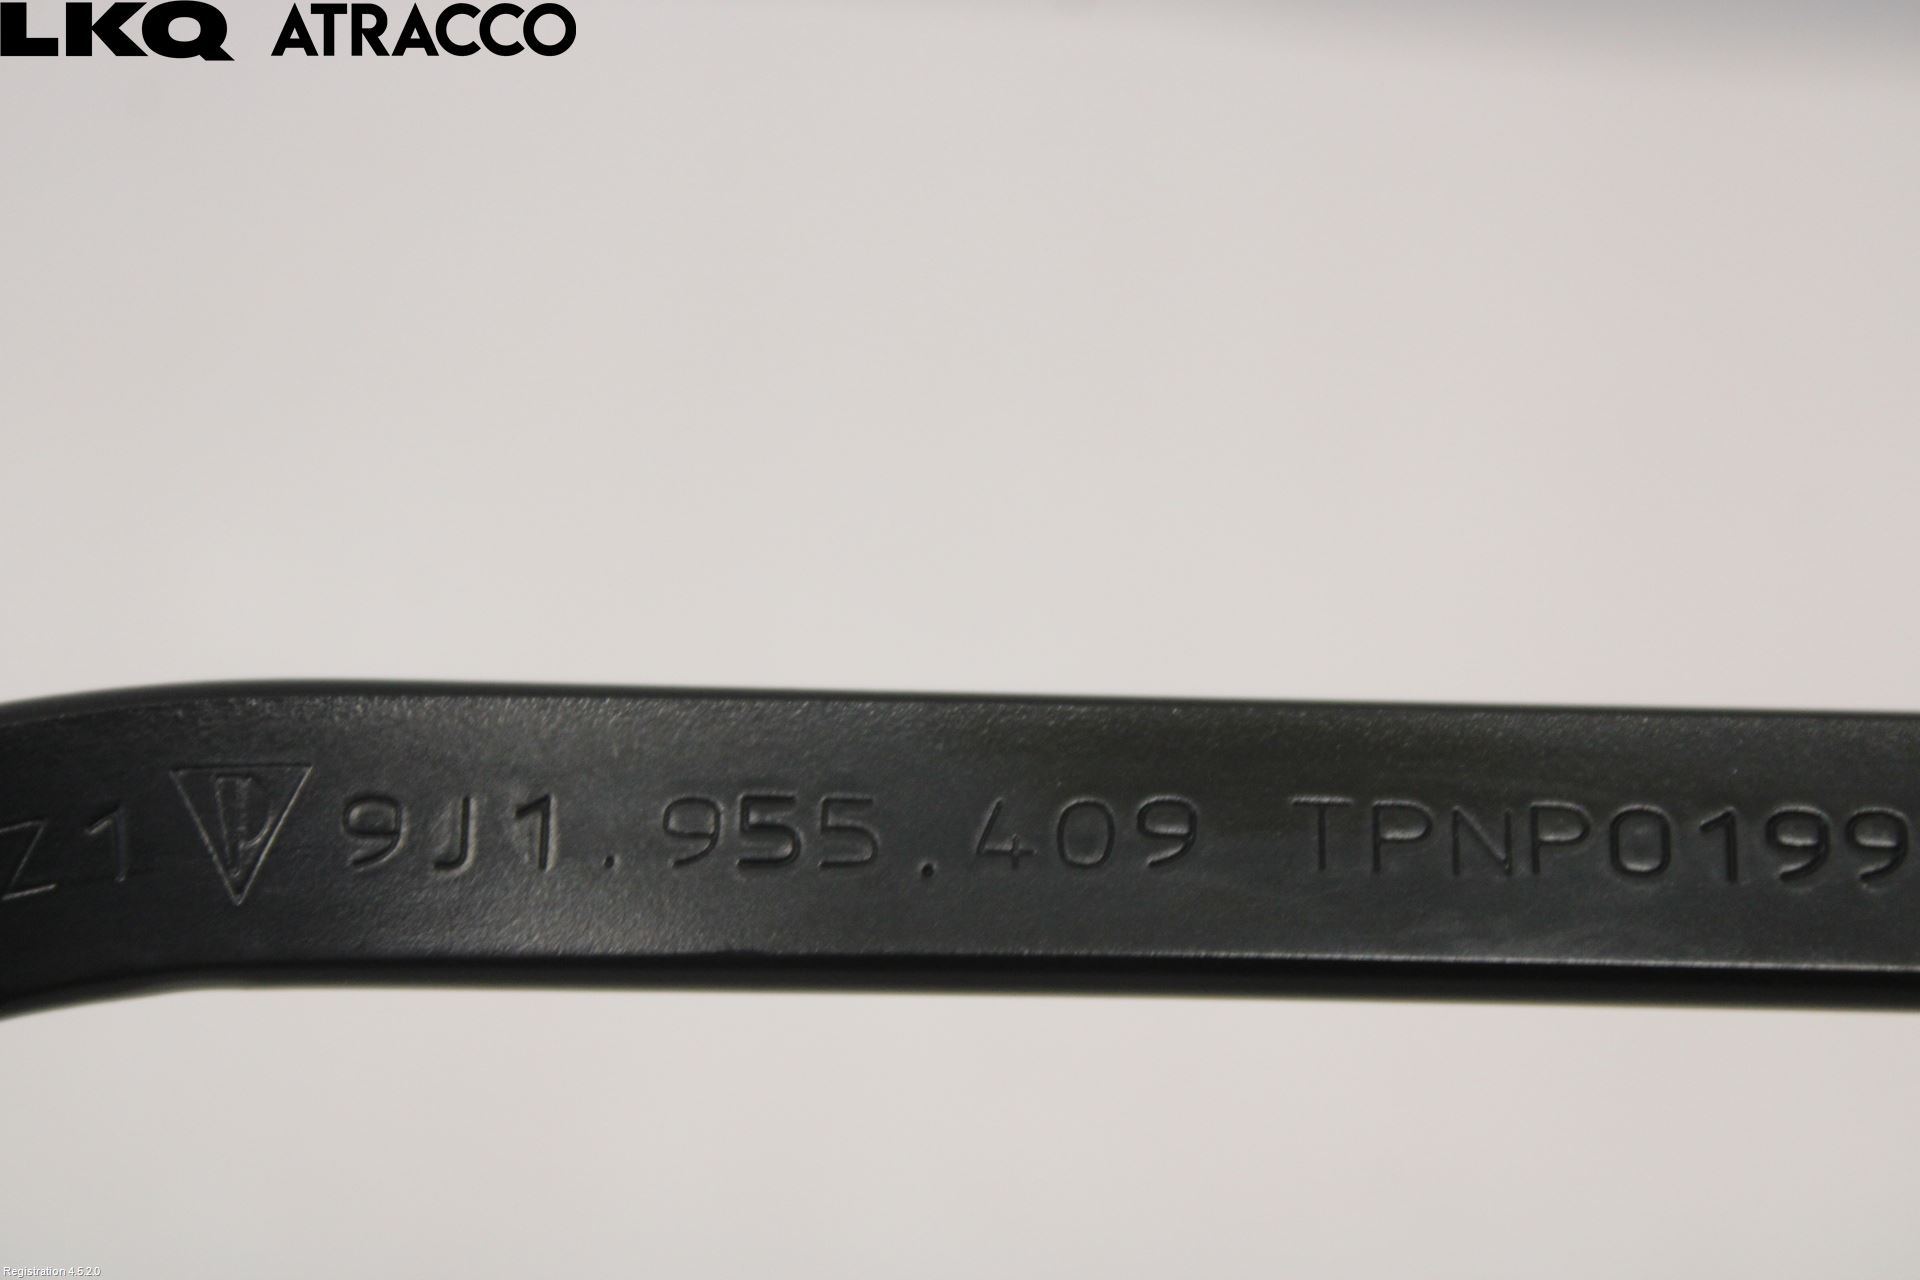 LKQ ATRACCO
Z1 9J1.955.409 TPNP0199
Registration 4.5.2.0